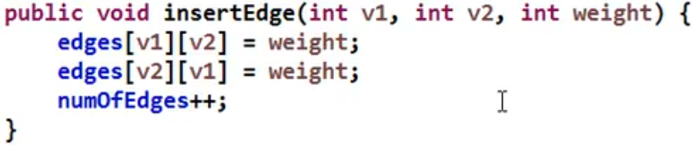 public void insertEdge(int v1, int v2, int weight) {
    edges[v1][v2] = weight;
    edges[v2][v1] = weight;
    numOfEdges++;
}